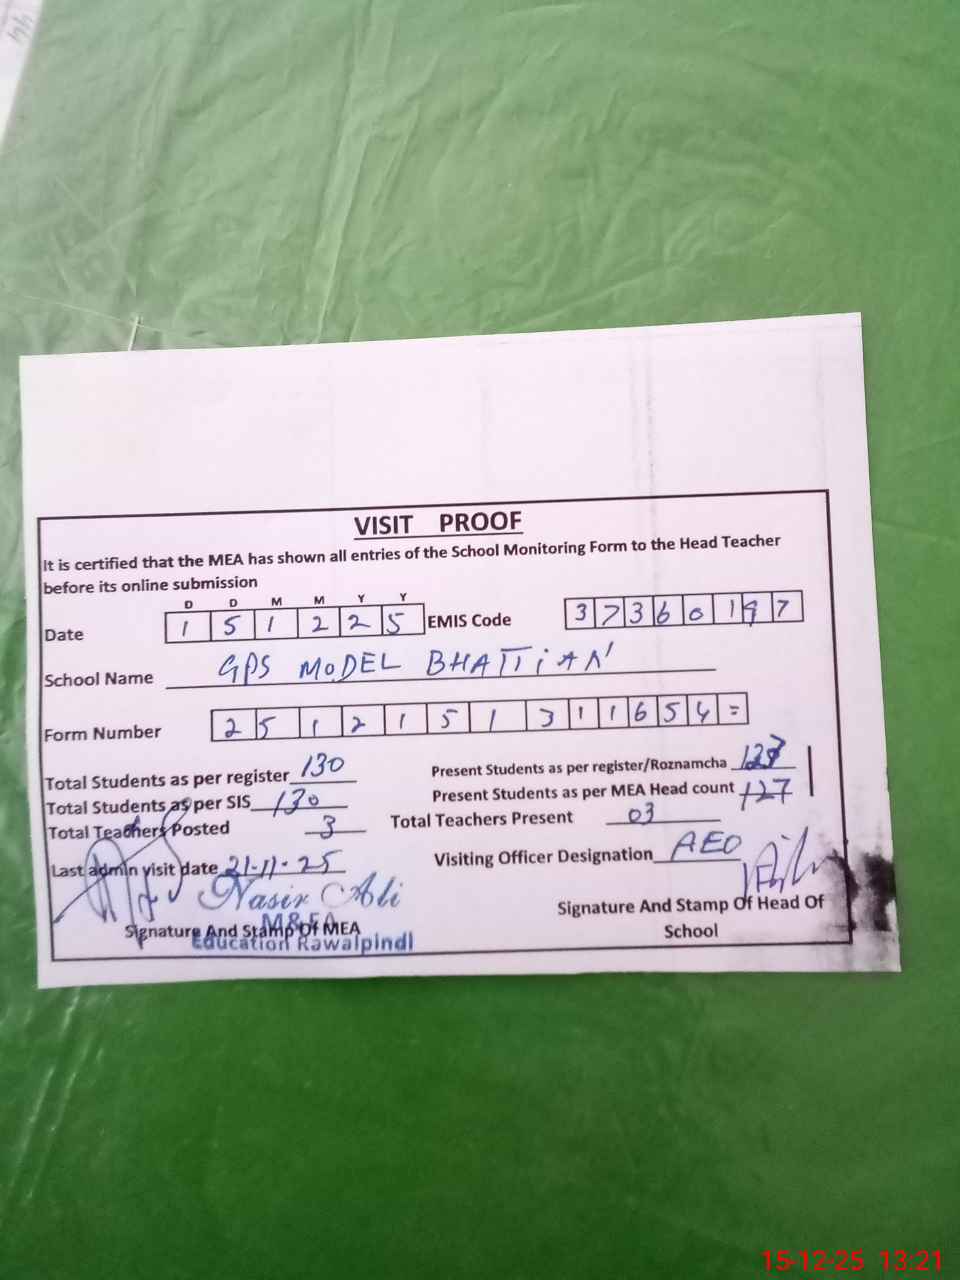 VISIT PROOF
It is certified that the MEA has shown all entries of the School Monitoring Form to the Head Teacher
before its online submission
D D M M Y Y
Date 1 5 1 2 2 5 EMIS Code 3 7 3 6 0 1 9 7
School Name GPS MODEL BHATTiAN
Form Number 2 5 1 2 1 5 1 3 1 1 6 5 4 =
Total Students as per register 130 Present Students as per register/Roznamcha
Total Students as per SIS 130 Present Students as per MEA Head count 127
Total Teachers Posted 3 Total Teachers Present 03
Last admin visit date 21-11-25 Visiting Officer Designation AEO
Nasir Ali
M&EA
Signature And Stamp Of MEA Signature And Stamp Of Head Of
Education Rawalpindi School
15-12-25 13:21